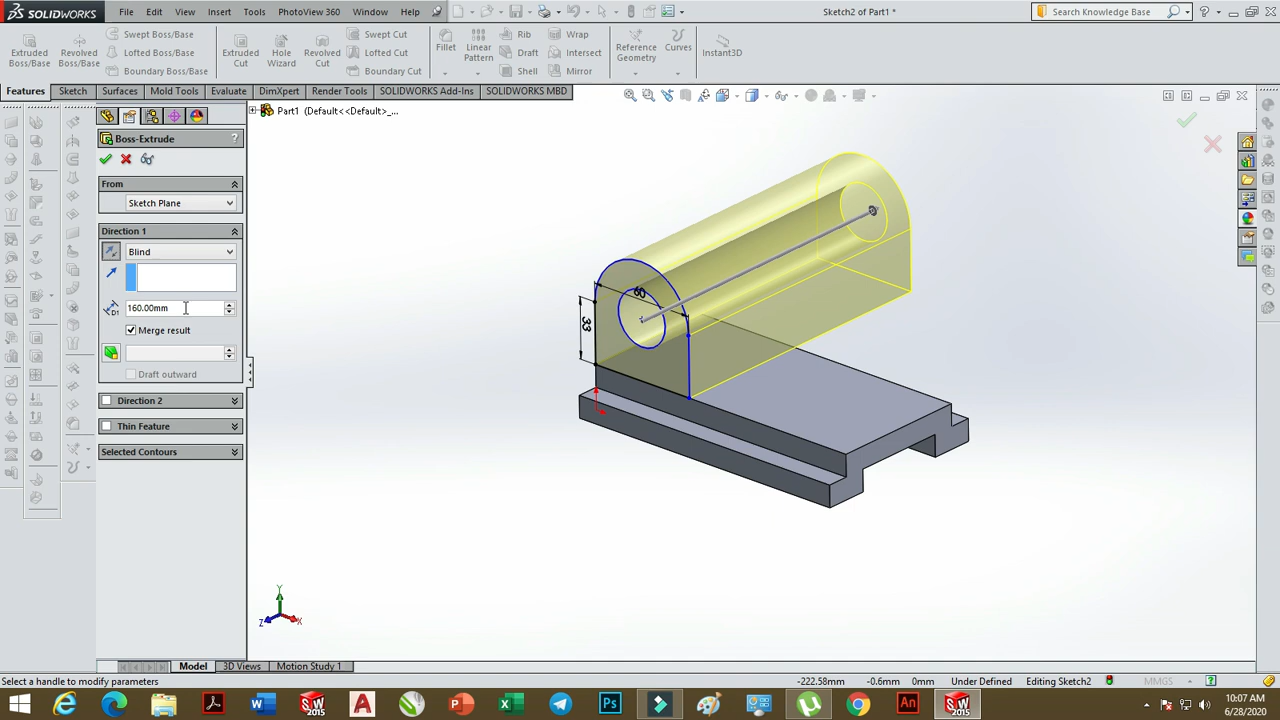 SOLIDWORKS File Edit View Insert Tools PhotoView 360 Window Help Sketch2 of Part1 * Search Knowledge Base
Extruded Boss/Base
Revolved Boss/Base
Swept Boss/Base
Lofted Boss/Base
Boundary Boss/Base
Extruded Cut
Hole Wizard
Revolved Cut
Swept Cut
Lofted Cut
Boundary Cut
Fillet
Linear Pattern
Rib
Draft
Shell
Wrap
Intersect
Mirror
Reference Geometry
Curves
Instant3D
Features Sketch Surfaces Mold Tools Evaluate DimXpert Render Tools SOLIDWORKS Add-Ins SOLIDWORKS MBD
Part1 (Default<<Default>_...
Boss-Extrude ?
From
Sketch Plane
Direction 1
Blind
D1 160.00mm
Merge result
Draft outward
Direction 2
Thin Feature
Selected Contours
60
33
Y
Z X
Model 3D Views Motion Study 1
Select a handle to modify parameters -222.58mm -0.6mm 0mm Under Defined Editing Sketch2 MMGS
10:07 AM
6/28/2020